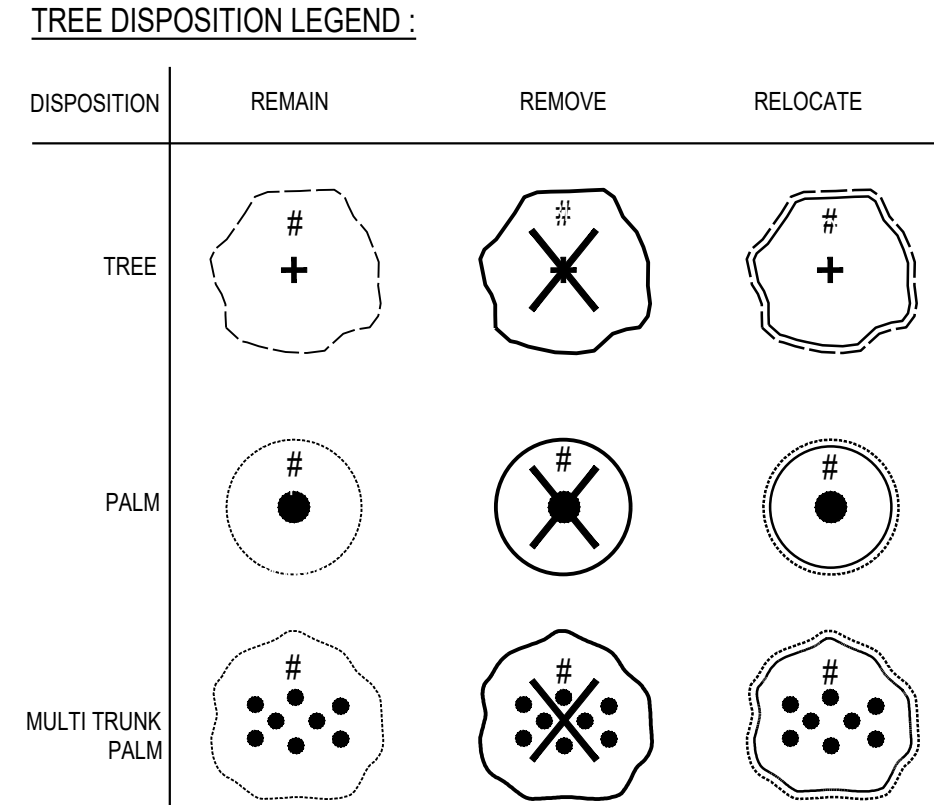 TREE DISPOSITION LEGEND :
DISPOSITION REMAIN REMOVE RELOCATE
# # #
TREE
# # #
PALM
# # #
MULTI TRUNK
PALM